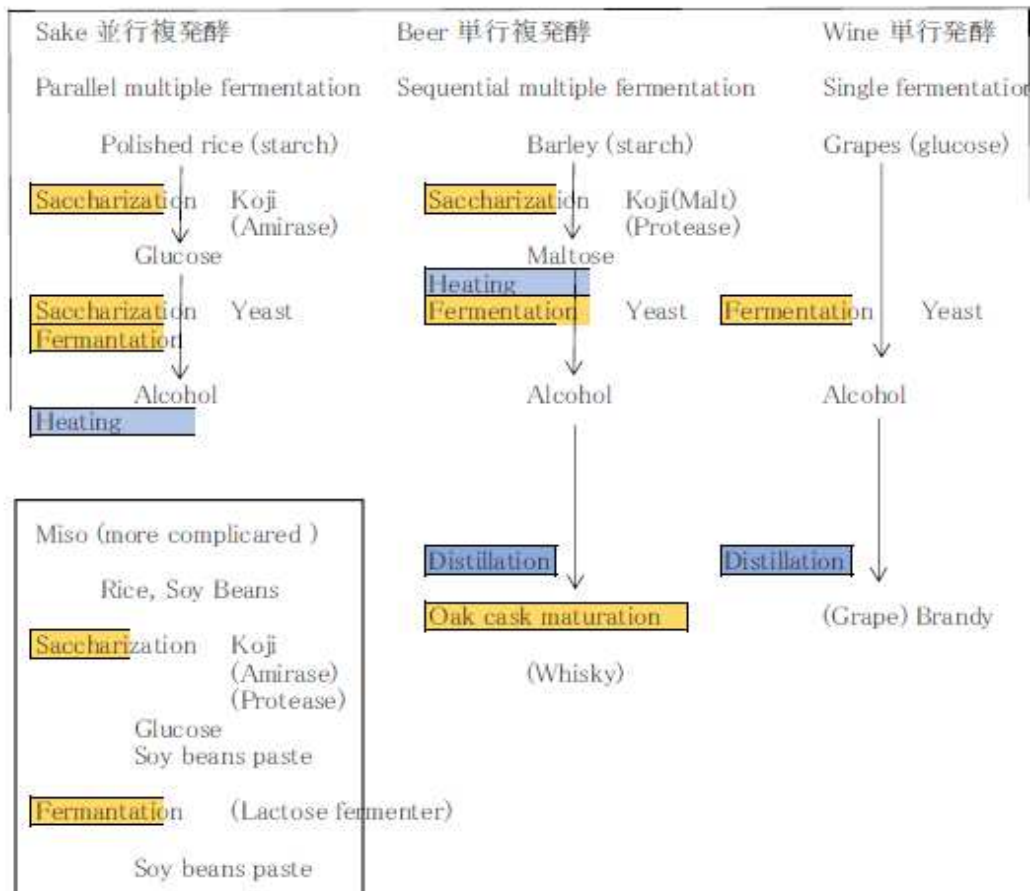 Sake 並行複発酵
Parallel multiple fermentation
Polished rice (starch)
Saccharization Koji
(Amirase)
Glucose
Saccharization Yeast
Fermantation
Alcohol
Heating
Beer 単行複発酵
Sequential multiple fermentation
Barley (starch)
Saccharization Koji(Malt)
(Protease)
Maltose
Heating
Fermentation Yeast
Alcohol
Distillation
Oak cask maturation
(Whisky)
Wine 単行発酵
Single fermentation
Grapes (glucose)
Fermentation Yeast
Alcohol
Distillation
(Grape) Brandy
Miso (more complicared )
Rice, Soy Beans
Saccharization Koji
(Amirase)
(Protease)
Glucose
Soy beans paste
Fermantation (Lactose fermenter)
Soy beans paste